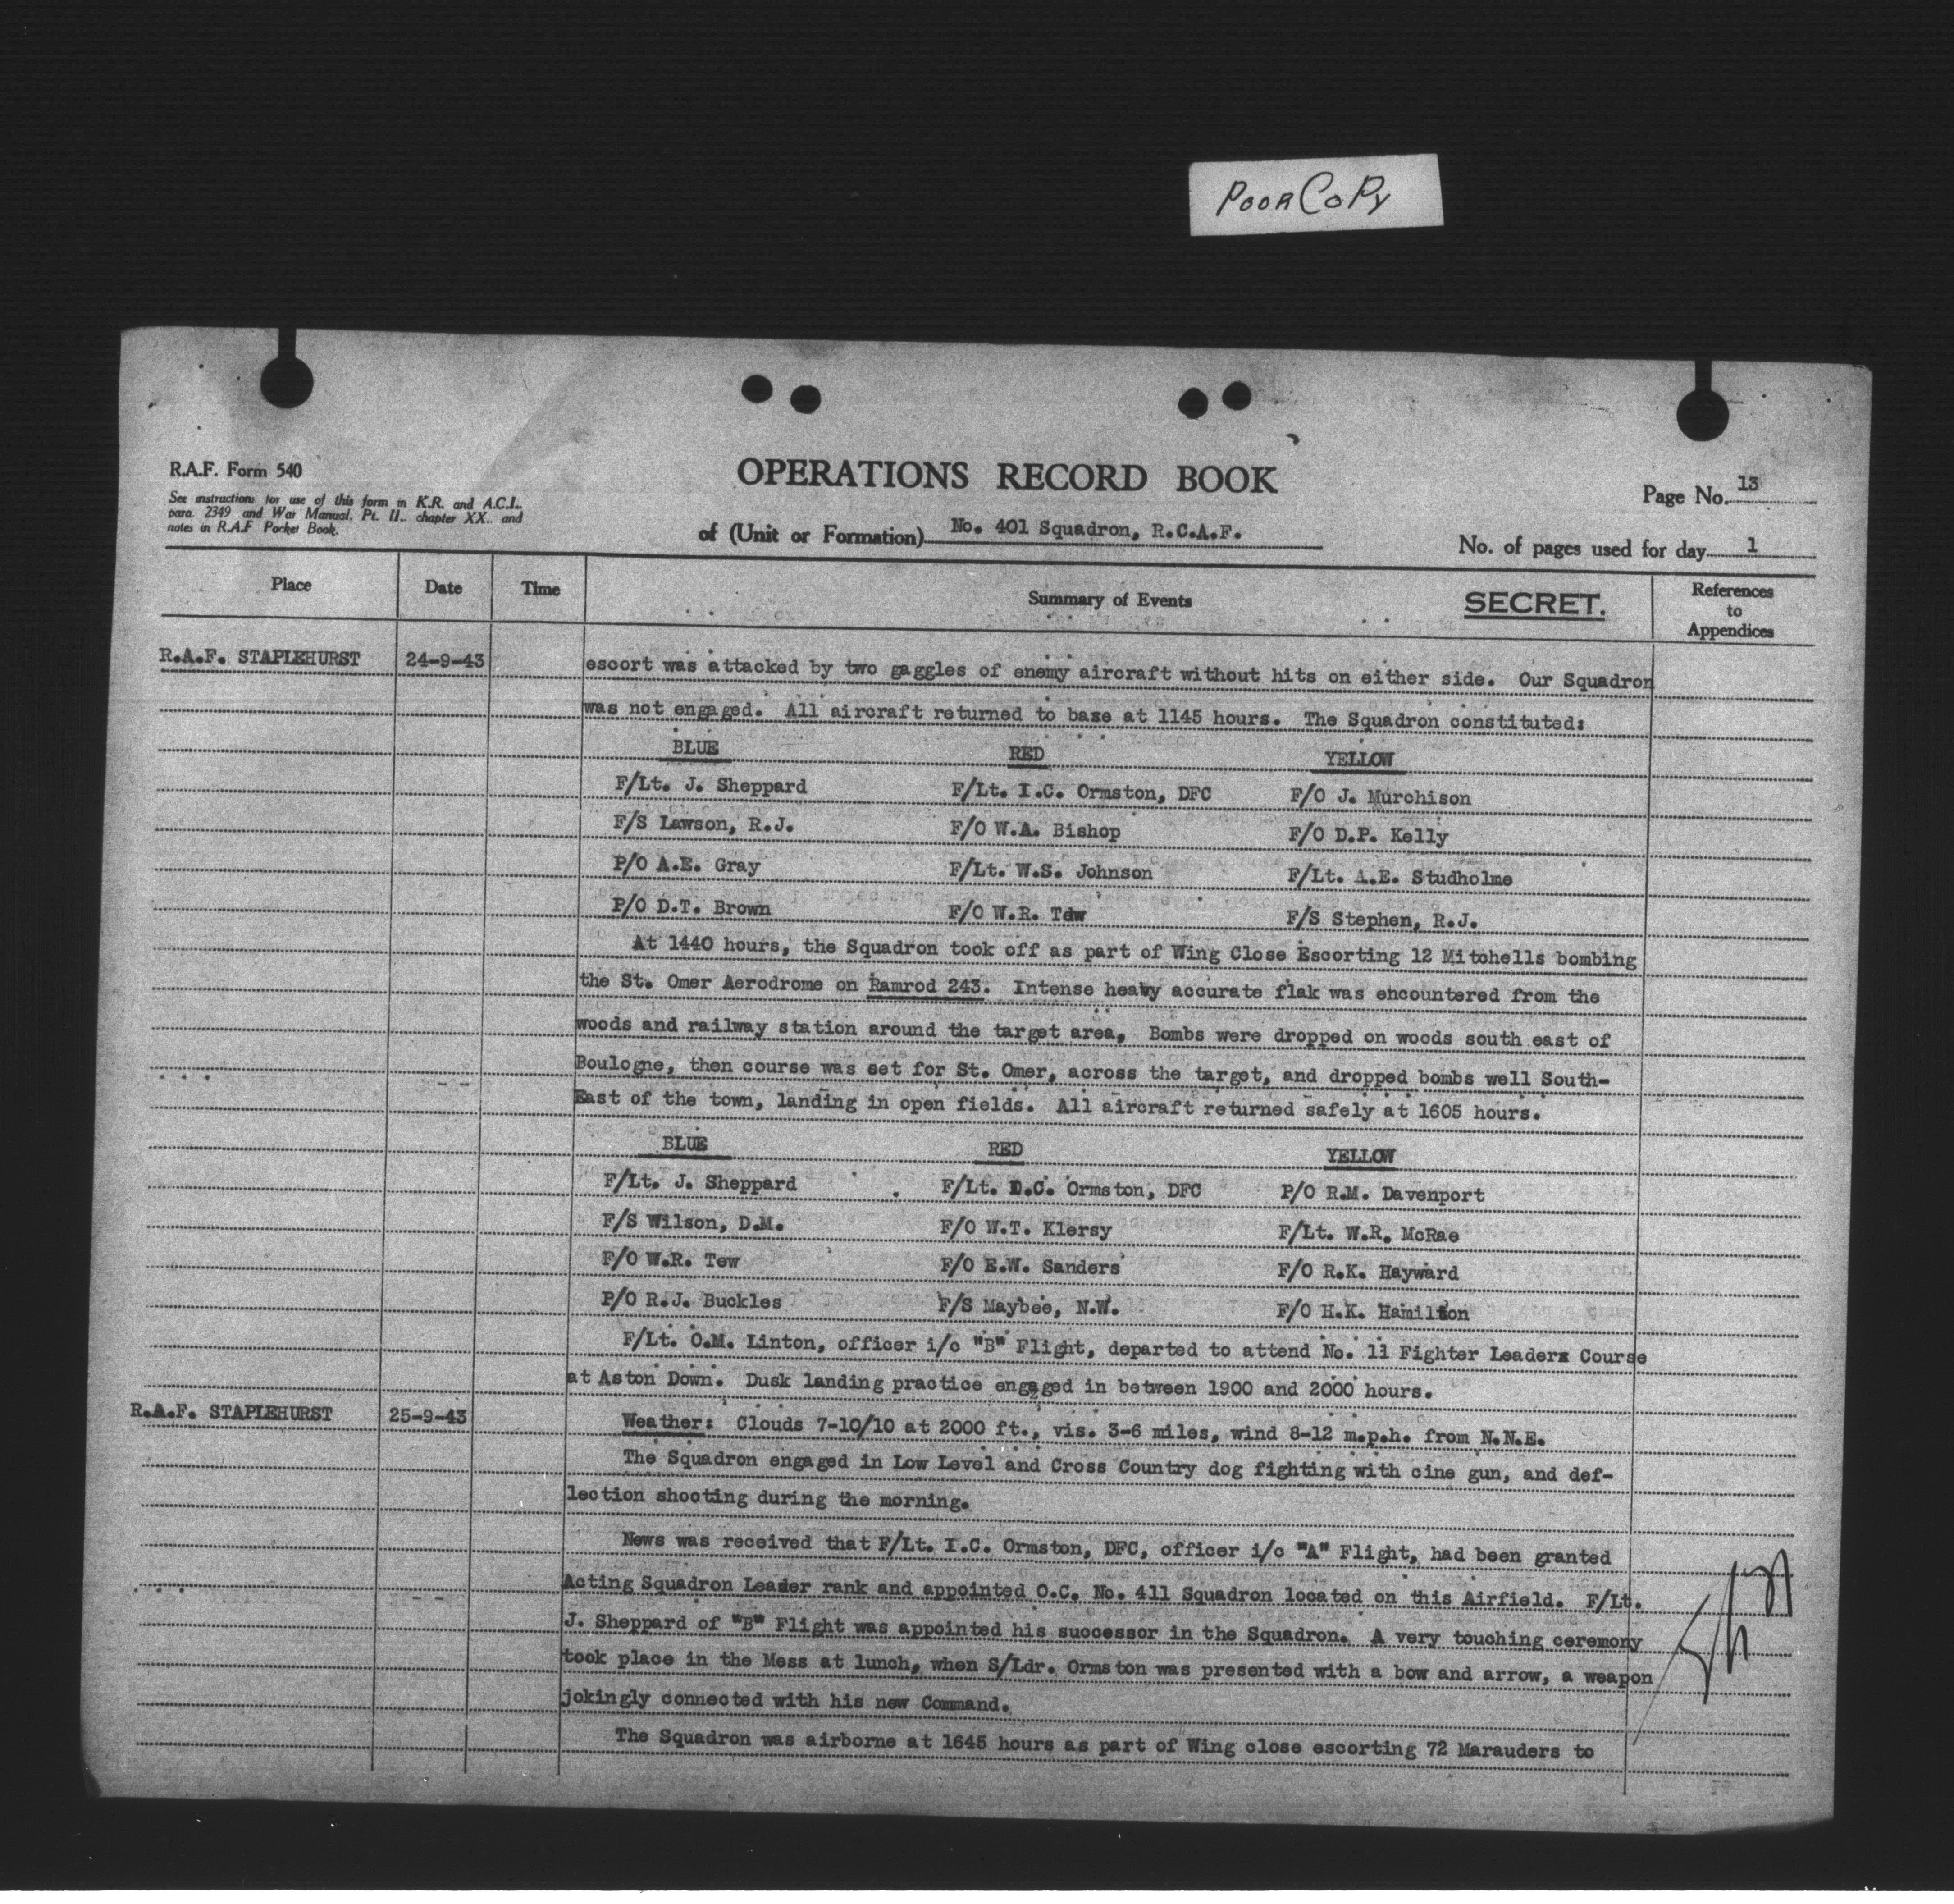 POOR COPY
R.A.F. Form 540
See instructions for use of this form in K.R. and A.C.I.,
para. 2349 and War Manual, Pt. II., chapter XX., and
notes in R.A.F Pocket Book.
OPERATIONS RECORD BOOK
of (Unit or Formation) No. 401 Squadron, R.C.A.F.
Page No. 13
No. of pages used for day 1
Place Date Time Summary of Events SECRET. References to Appendices
R.A.F. STAPLEHURST 24-9-43 escort was attacked by two gaggles of enemy aircraft without hits on either side. Our Squadron
was not engaged. All aircraft returned to base at 1145 hours. The Squadron constituted:
BLUE RED YELLOW
F/Lt. J. Sheppard F/Lt. I.C. Ormston, DFC F/O J. Murchison
F/S Lawson, R.J. F/O W.A. Bishop F/O D.P. Kelly
P/O A.E. Gray F/Lt. W.S. Johnson F/Lt. A.E. Studholme
P/O D.T. Brown F/O W.R. Tew F/S Stephen, R.J.
At 1440 hours, the Squadron took off as part of Wing Close Escorting 12 Mitchells bombing
the St. Omer Aerodrome on Ramrod 243. Intense heavy accurate flak was encountered from the
woods and railway station around the target area, Bombs were dropped on woods south east of
Boulogne, then course was set for St. Omer, across the target, and dropped bombs well South-
East of the town, landing in open fields. All aircraft returned safely at 1605 hours.
BLUE RED YELLOW
F/Lt. J. Sheppard F/Lt. I.C. Ormston, DFC P/O R.M. Davenport
F/S Wilson, D.M. F/O W.T. Klersy F/Lt. W.R. McRae
F/O W.R. Tew F/O E.W. Sanders F/O R.K. Hayward
P/O R.J. Buckles F/S Maybee, N.W. F/O H.K. Hamilton
F/Lt. O.M. Linton, officer i/c "B" Flight, departed to attend No. 11 Fighter Leaders Course
at Aston Down. Dusk landing practice engaged in between 1900 and 2000 hours.
R.A.F. STAPLEHURST 25-9-43 Weather: Clouds 7-10/10 at 2000 ft., vis. 3-6 miles, wind 8-12 m.p.h. from N.N.E.
The Squadron engaged in Low Level and Cross Country dog fighting with cine gun, and def-
lection shooting during the morning.
News was received that F/Lt. I.C. Ormston, DFC, officer i/c "A" Flight, had been granted
Acting Squadron Leader rank and appointed O.C. No. 411 Squadron located on this Airfield. F/Lt.
J. Sheppard of "B" Flight was appointed his successor in the Squadron. A very touching ceremony
took place in the Mess at lunch, when S/Ldr. Ormston was presented with a bow and arrow, a weapon
jokingly connected with his new Command.
The Squadron was airborne at 1645 hours as part of Wing close escorting 72 Marauders to